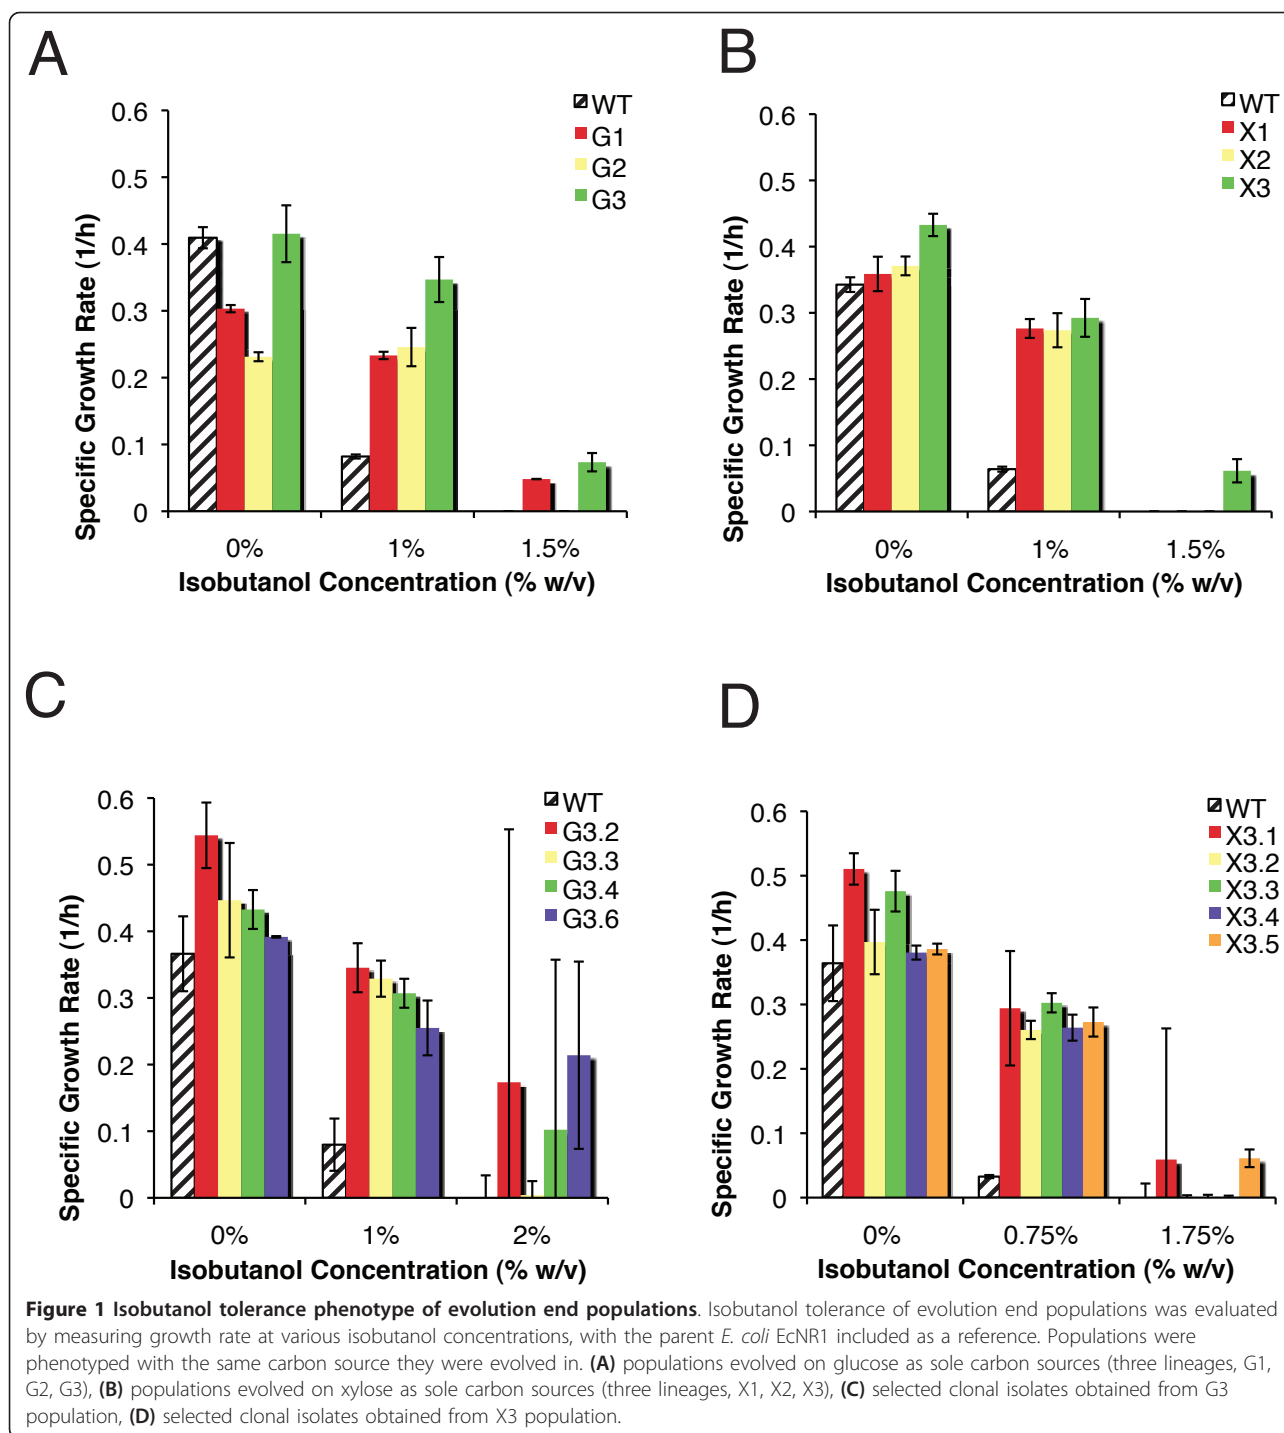 A
WT
G1
G2
G3
0.6
0.5
0.4
0.3
0.2
0.1
0
Specific Growth Rate (1/h)
0% 1% 1.5%
Isobutanol Concentration (% w/v)
B
WT
X1
X2
X3
0.6
0.5
0.4
0.3
0.2
0.1
0
Specific Growth Rate (1/h)
0% 1% 1.5%
Isobutanol Concentration (% w/v)
C
WT
G3.2
G3.3
G3.4
G3.6
0.6
0.5
0.4
0.3
0.2
0.1
0
Specific Growth Rate (1/h)
0% 1% 2%
Isobutanol Concentration (% w/v)
D
WT
X3.1
X3.2
X3.3
X3.4
X3.5
0.6
0.5
0.4
0.3
0.2
0.1
0
Specific Growth Rate (1/h)
0% 0.75% 1.75%
Isobutanol Concentration (% w/v)
Figure 1 Isobutanol tolerance phenotype of evolution end populations. Isobutanol tolerance of evolution end populations was evaluated
by measuring growth rate at various isobutanol concentrations, with the parent E. coli EcNR1 included as a reference. Populations were
phenotyped with the same carbon source they were evolved in. (A) populations evolved on glucose as sole carbon sources (three lineages, G1,
G2, G3), (B) populations evolved on xylose as sole carbon sources (three lineages, X1, X2, X3), (C) selected clonal isolates obtained from G3
population, (D) selected clonal isolates obtained from X3 population.